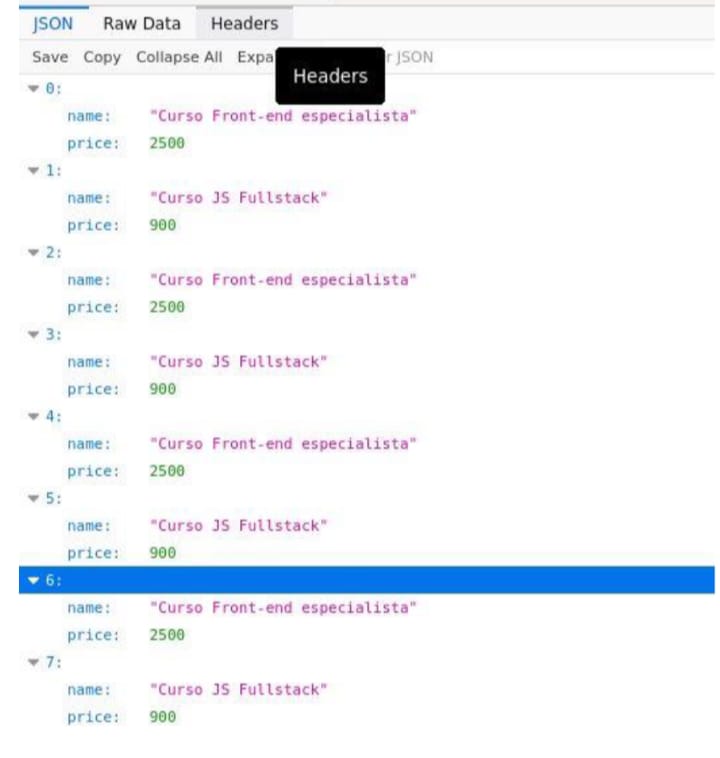 JSON Raw Data Headers
Save Copy Collapse All Expa r JSON
Headers
0:
name: "Curso Front-end especialista"
price: 2500
1:
name: "Curso JS Fullstack"
price: 900
2:
name: "Curso Front-end especialista"
price: 2500
3:
name: "Curso JS Fullstack"
price: 900
4:
name: "Curso Front-end especialista"
price: 2500
5:
name: "Curso JS Fullstack"
price: 900
6:
name: "Curso Front-end especialista"
price: 2500
7:
name: "Curso JS Fullstack"
price: 900